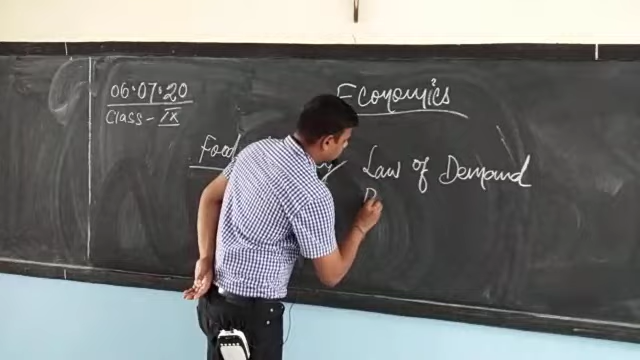 06.07.20
Class - IX
Economics
Food
Law of Demand